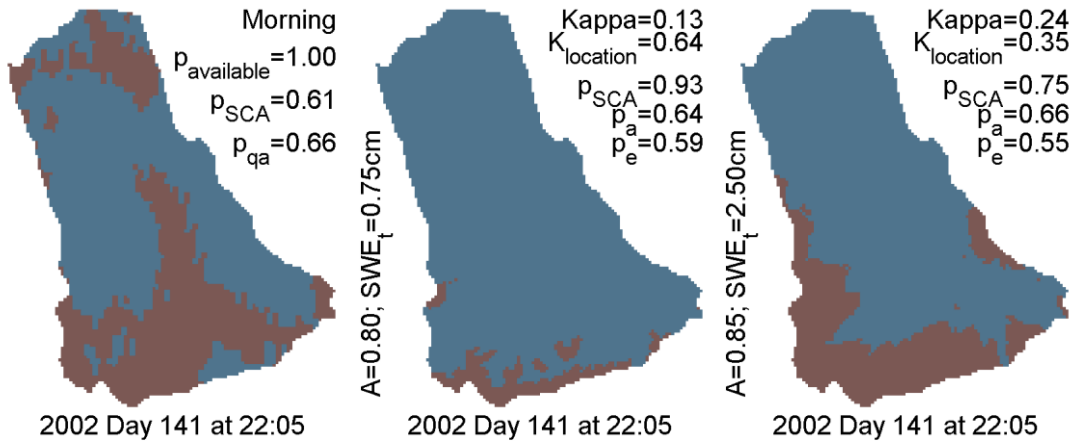 Morning
p_available=1.00
p_SCA=0.61
p_qa=0.66
2002 Day 141 at 22:05
A=0.80; SWE_t=0.75cm
Kappa=0.13
K_location=0.64
p_SCA=0.93
p_a=0.64
p_e=0.59
2002 Day 141 at 22:05
A=0.85; SWE_t=2.50cm
Kappa=0.24
K_location=0.35
p_SCA=0.75
p_a=0.66
p_e=0.55
2002 Day 141 at 22:05